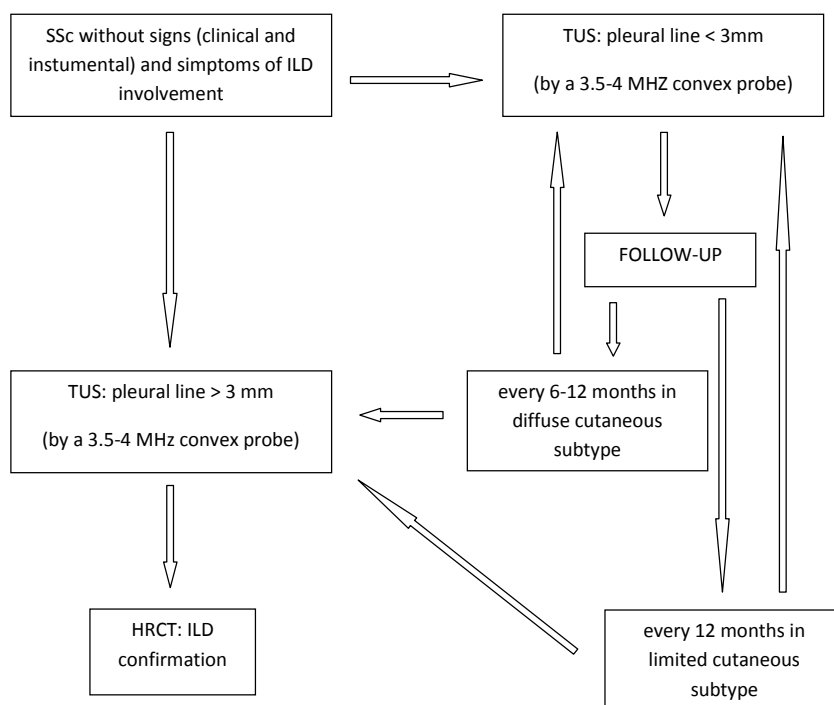 SSc without signs (clinical and
instumental) and simptoms of ILD
involvement
TUS: pleural line < 3mm
(by a 3.5-4 MHZ convex probe)
FOLLOW-UP
TUS: pleural line > 3 mm
(by a 3.5-4 MHz convex probe)
every 6-12 months in
diffuse cutaneous
subtype
HRCT: ILD
confirmation
every 12 months in
limited cutaneous
subtype